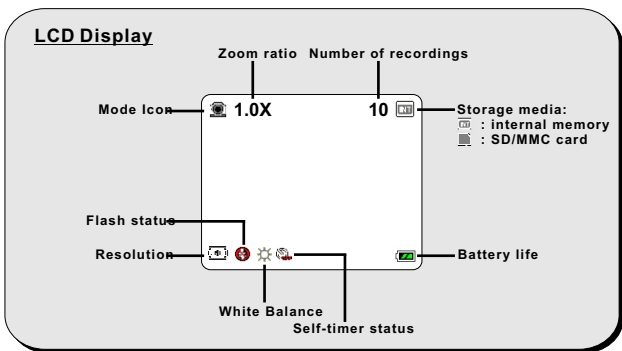 LCD Display
Zoom ratio Number of recordings
Mode Icon
1.0X
10
Storage media:
: internal memory
: SD/MMC card
Flash status
Resolution
Battery life
White Balance
Self-timer status